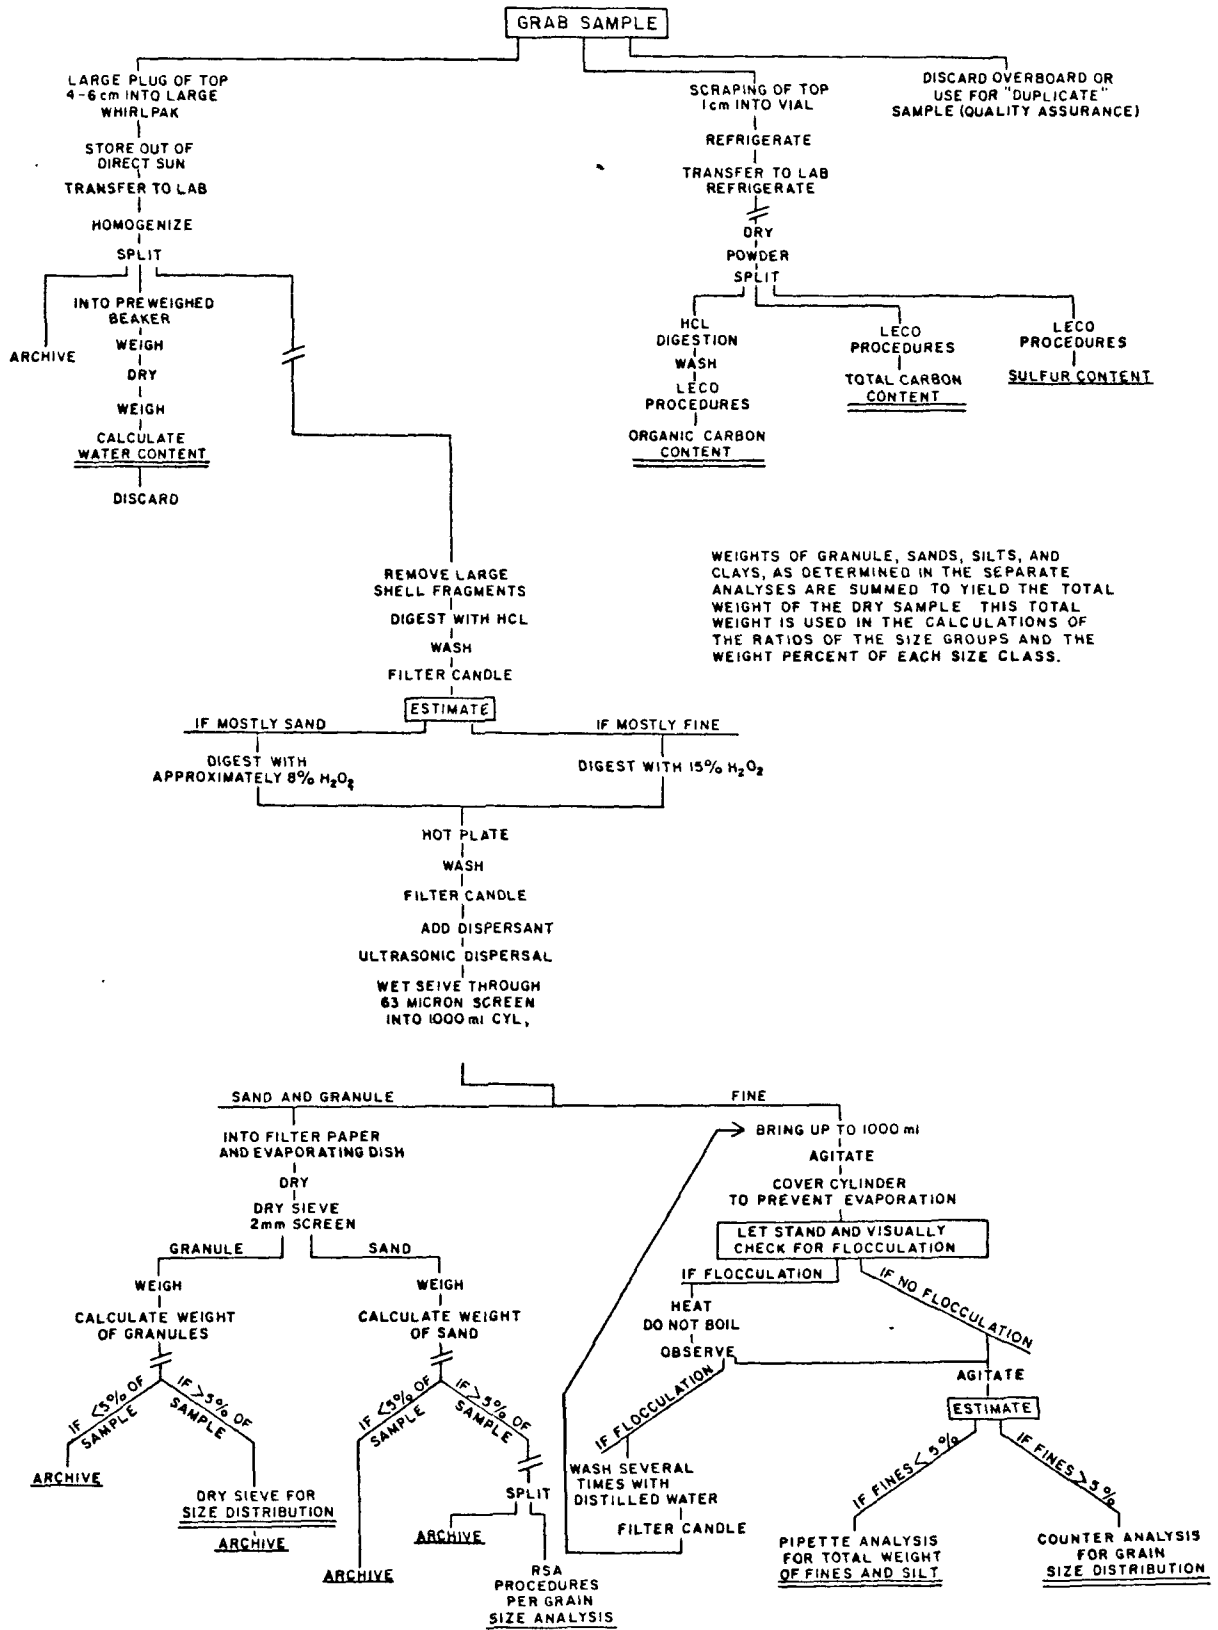 GRAB SAMPLE
LARGE PLUG OF TOP
4-6cm INTO LARGE
WHIRLPAK
STORE OUT OF
DIRECT SUN
TRANSFER TO LAB
HOMOGENIZE
SPLIT
ARCHIVE
INTO PREWEIGHED
BEAKER
WEIGH
DRY
WEIGH
CALCULATE
WATER CONTENT
DISCARD
SCRAPING OF TOP
1cm INTO VIAL
REFRIGERATE
TRANSFER TO LAB
REFRIGERATE
DRY
POWDER
SPLIT
HCL
DIGESTION
WASH
LECO
PROCEDURES
ORGANIC CARBON
CONTENT
LECO
PROCEDURES
TOTAL CARBON
CONTENT
LECO
PROCEDURES
SULFUR CONTENT
DISCARD OVERBOARD OR
USE FOR "DUPLICATE"
SAMPLE (QUALITY ASSURANCE)
WEIGHTS OF GRANULE, SANDS, SILTS, AND
CLAYS, AS DETERMINED IN THE SEPARATE
ANALYSES ARE SUMMED TO YIELD THE TOTAL
WEIGHT OF THE DRY SAMPLE THIS TOTAL
WEIGHT IS USED IN THE CALCULATIONS OF
THE RATIOS OF THE SIZE GROUPS AND THE
WEIGHT PERCENT OF EACH SIZE CLASS.
REMOVE LARGE
SHELL FRAGMENTS
DIGEST WITH HCL
WASH
FILTER CANDLE
ESTIMATE
IF MOSTLY SAND
DIGEST WITH
APPROXIMATELY 8% H₂O₂
IF MOSTLY FINE
DIGEST WITH 15% H₂O₂
HOT PLATE
WASH
FILTER CANDLE
ADD DISPERSANT
ULTRASONIC DISPERSAL
WET SEIVE THROUGH
63 MICRON SCREEN
INTO 1000 ml CYL,
SAND AND GRANULE
INTO FILTER PAPER
AND EVAPORATING DISH
DRY
DRY SIEVE
2mm SCREEN
GRANULE
WEIGH
CALCULATE WEIGHT
OF GRANULES
IF <5% OF
SAMPLE
ARCHIVE
IF >5% OF
SAMPLE
DRY SIEVE FOR
SIZE DISTRIBUTION
ARCHIVE
SAND
WEIGH
CALCULATE WEIGHT
OF SAND
IF <5% OF
SAMPLE
ARCHIVE
IF >5% OF
SAMPLE
SPLIT
ARCHIVE
RSA
PROCEDURES
PER GRAIN
SIZE ANALYSIS
FINE
BRING UP TO 1000 ml
AGITATE
COVER CYLINDER
TO PREVENT EVAPORATION
LET STAND AND VISUALLY
CHECK FOR FLOCCULATION
IF FLOCCULATION
HEAT
DO NOT BOIL
OBSERVE
IF FLOCCULATION
WASH SEVERAL
TIMES WITH
DISTILLED WATER
FILTER CANDLE
IF NO FLOCCULATION
AGITATE
ESTIMATE
IF FINES < 5%
PIPETTE ANALYSIS
FOR TOTAL WEIGHT
OF FINES AND SILT
IF FINES >5%
COUNTER ANALYSIS
FOR GRAIN
SIZE DISTRIBUTION